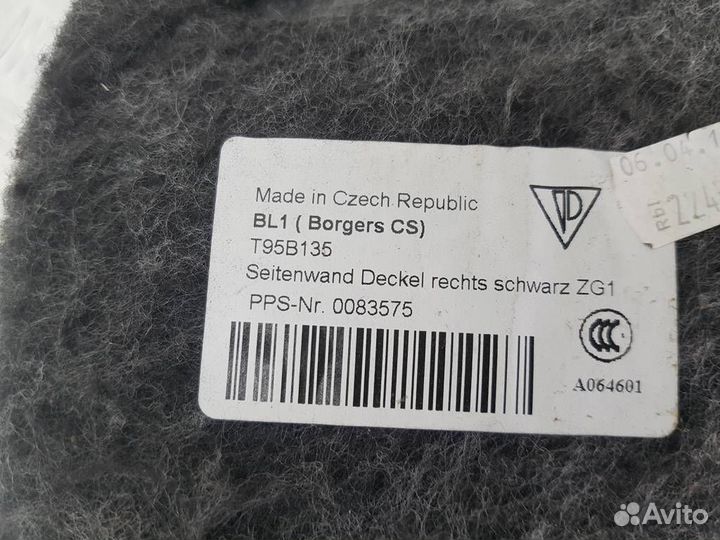 Made in Czech Republic
BL1 ( Borgers CS)
T95B135
Seitenwand Deckel rechts schwarz ZG1
PPS-Nr. 0083575
CCC
A064601
06.04.1
Avito